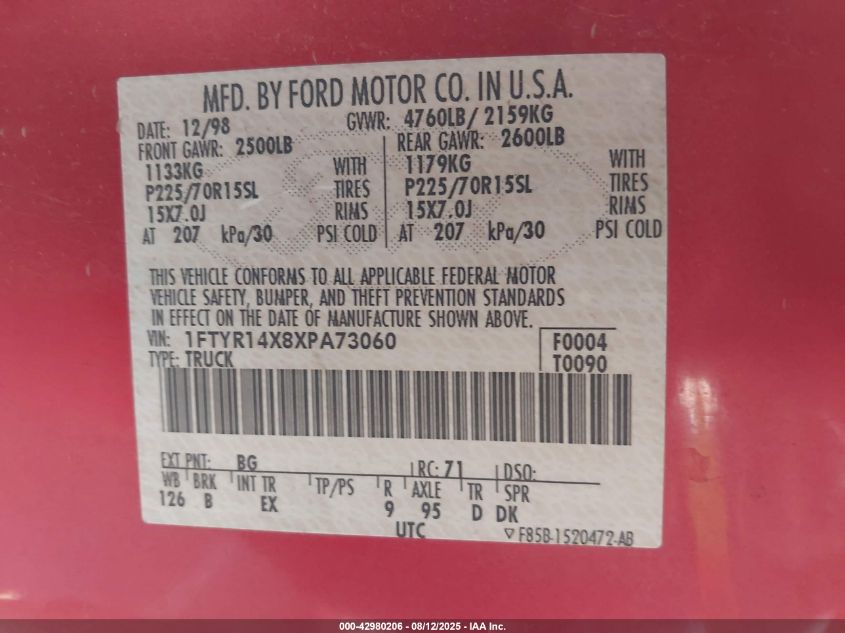 MFD. BY FORD MOTOR CO. IN U.S.A.
DATE: 12/98 GVWR: 4760LB/ 2159KG
FRONT GAWR: 2500LB REAR GAWR: 2600LB
1133KG WITH 1179KG WITH
P225/70R15SL TIRES P225/70R15SL TIRES
15X7.0J RIMS 15X7.0J RIMS
AT 207 kPa/30 PSI COLD AT 207 kPa/30 PSI COLD
THIS VEHICLE CONFORMS TO ALL APPLICABLE FEDERAL MOTOR
VEHICLE SAFETY, BUMPER, AND THEFT PREVENTION STANDARDS
IN EFFECT ON THE DATE OF MANUFACTURE SHOWN ABOVE.
VIN: 1FTYR14X8XPA73060 F0004
TYPE: TRUCK T0090
EXT PNT: BG RC: 71 DSO:
WB BRK INT TR TP/PS R AXLE TR SPR
126 B EX 9 95 D DK
UTC F85B-1520472-AB
000-42980206 - 08/12/2025 - IAA Inc.